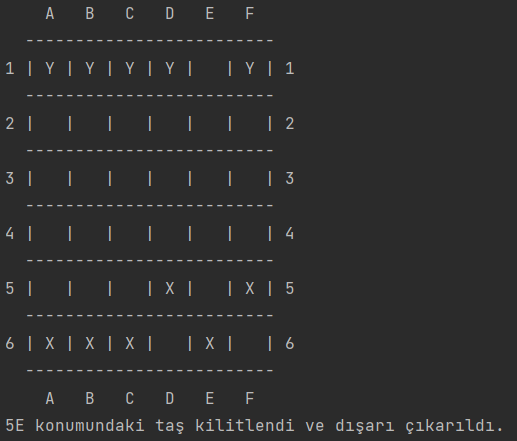 A   B   C   D   E   F
  -------------------------
1 | Y | Y | Y | Y |   | Y | 1
  -------------------------
2 |   |   |   |   |   |   | 2
  -------------------------
3 |   |   |   |   |   |   | 3
  -------------------------
4 |   |   |   |   |   |   | 4
  -------------------------
5 |   |   |   | X |   | X | 5
  -------------------------
6 | X | X | X |   | X |   | 6
  -------------------------
    A   B   C   D   E   F
5E konumundaki taş kilitlendi ve dışarı çıkarıldı.